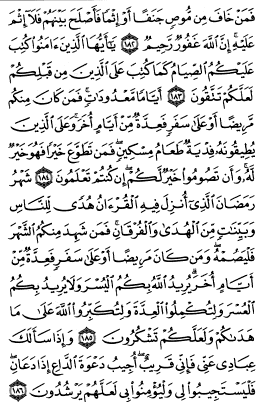 فَمَنْ خَافَ مِن مُّوصٍ جَنَفًا أَوْ إِثْمًا فَأَصْلَحَ بَيْنَهُمْ فَلَآ إِثْمَ
عَلَيْهِ ۚ إِنَّ ٱللَّهَ غَفُورٌ رَّحِيمٌ ١٨٢ يَـٰٓأَيُّهَا ٱلَّذِينَ ءَامَنُوا۟ كُتِبَ
عَلَيْكُمُ ٱلصِّيَامُ كَمَا كُتِبَ عَلَى ٱلَّذِينَ مِن قَبْلِكُمْ
لَعَلَّكُمْ تَتَّقُونَ ١٨٣ أَيَّامًا مَّعْدُودَٰتٍ ۚ فَمَن كَانَ مِنكُم
مَّرِيضًا أَوْ عَلَىٰ سَفَرٍ فَعِدَّةٌ مِّنْ أَيَّامٍ أُخَرَ ۚ وَعَلَى ٱلَّذِينَ
يُطِيقُونَهُۥ فِدْيَةٌ طَعَامُ مِسْكِينٍ ۖ فَمَن تَطَوَّعَ خَيْرًا فَهُوَ خَيْرٌ
لَّهُۥ ۚ وَأَن تَصُومُوا۟ خَيْرٌ لَّكُمْ ۖ إِن كُنتُمْ تَعْلَمُونَ ١٨٤ شَهْرُ
رَمَضَانَ ٱلَّذِىٓ أُنزِلَ فِيهِ ٱلْقُرْءَانُ هُدًى لِّلنَّاسِ
وَبَيِّنَـٰتٍ مِّنَ ٱلْهُدَىٰ وَٱلْفُرْقَانِ ۚ فَمَن شَهِدَ مِنكُمُ ٱلشَّهْرَ
فَلْيَصُمْهُ ۖ وَمَن كَانَ مَرِيضًا أَوْ عَلَىٰ سَفَرٍ فَعِدَّةٌ مِّنْ
أَيَّامٍ أُخَرَ ۗ يُرِيدُ ٱللَّهُ بِكُمُ ٱلْيُسْرَ وَلَا يُرِيدُ بِكُمُ
ٱلْعُسْرَ وَلِتُكْمِلُوا۟ ٱلْعِدَّةَ وَلِتُكَبِّرُوا۟ ٱللَّهَ عَلَىٰ مَا
هَدَىٰكُمْ وَلَعَلَّكُمْ تَشْكُرُونَ ١٨٥ وَإِذَا سَأَلَكَ
عِبَادِى عَنِّى فَإِنِّى قَرِيبٌ ۖ أُجِيبُ دَعْوَةَ ٱلدَّاعِ إِذَا دَعَانِ ۖ
فَلْيَسْتَجِيبُوا۟ لِى وَلْيُؤْمِنُوا۟ بِى لَعَلَّهُمْ يَرْشُدُونَ ١٨٦